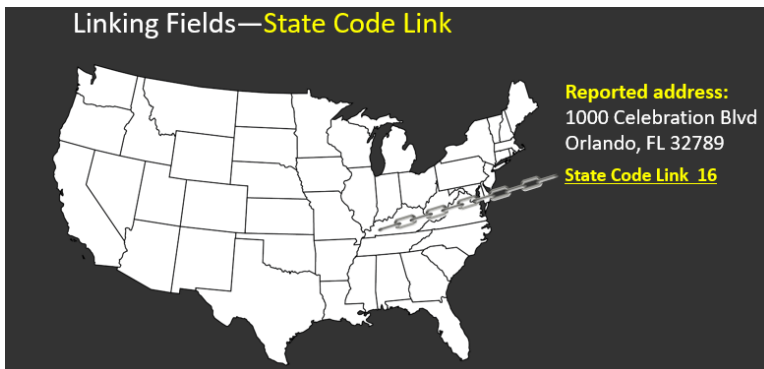 Linking Fields—State Code Link
Reported address:
1000 Celebration Blvd
Orlando, FL 32789
State Code Link  16